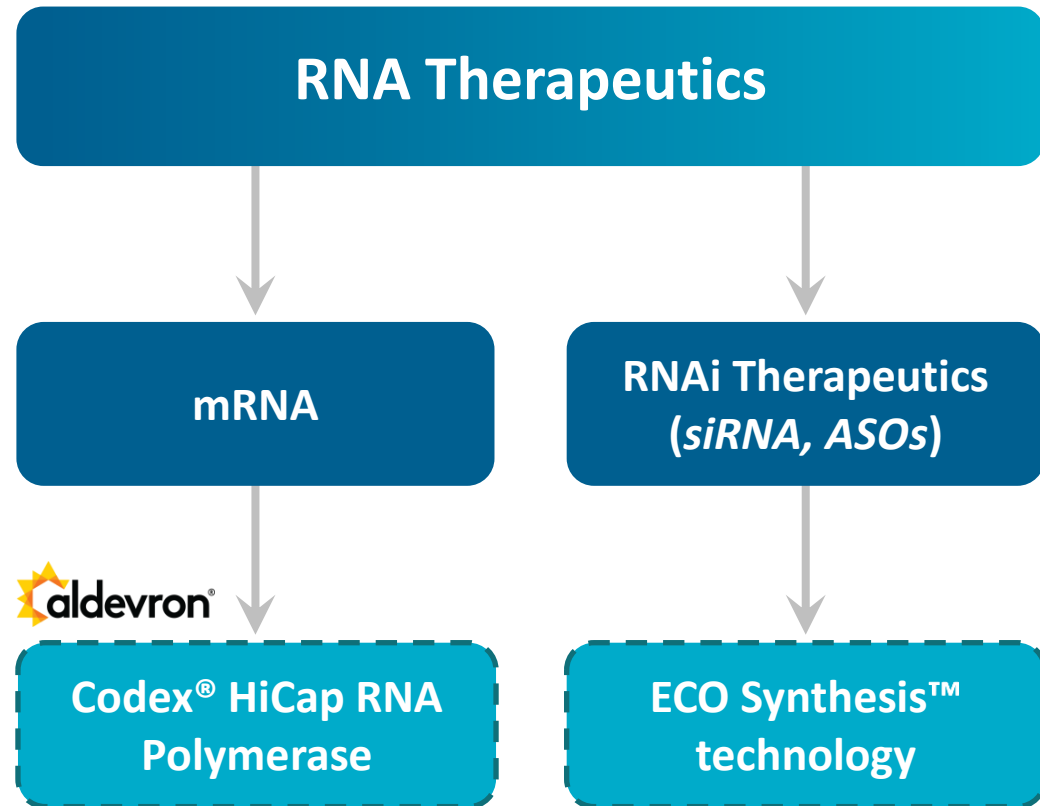 RNA Therapeutics
mRNA
RNAi Therapeutics
(siRNA, ASOs)
aldevron®
Codex® HiCap RNA
Polymerase
ECO Synthesis™
technology